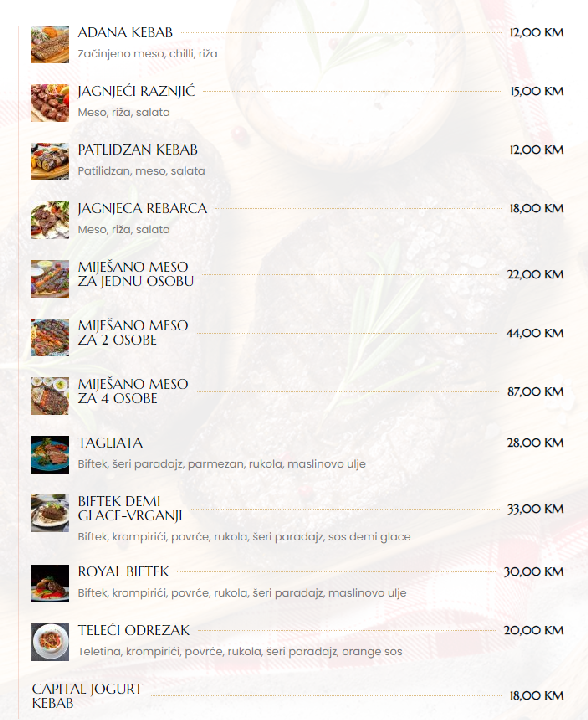 ADANA KEBAB 12,00 KM
Začinjeno meso, chilli, riža
JAGNJEĆI RAZNJIĆ 15,00 KM
Meso, riža, salata
PATLIDZAN KEBAB 12,00 KM
Patilidzan, meso, salata
JAGNJECA REBARCA 18,00 KM
Meso, riža, salata
MIJEŠANO MESO
ZA JEDNU OSOBU 22,00 KM
MIJEŠANO MESO
ZA 2 OSOBE 44,00 KM
MIJEŠANO MESO
ZA 4 OSOBE 87,00 KM
TAGLIATA 28,00 KM
Biftek, šeri paradajz, parmezan, rukola, maslinovo ulje
BIFTEK DEMI
GLACE-VRGANJI 33,00 KM
Biftek, krompirići, povrće, rukola, šeri paradajz, sos demi glace
ROYAL BIFTEK 30,00 KM
Biftek, krompirići, povrće, rukola, šeri paradajz, maslinovo ulje
TELEĆI ODREZAK 20,00 KM
Teletina, krompirići, povrće, rukola, šeri paradajz, orange sos
CAPITAL JOGURT
KEBAB 18,00 KM